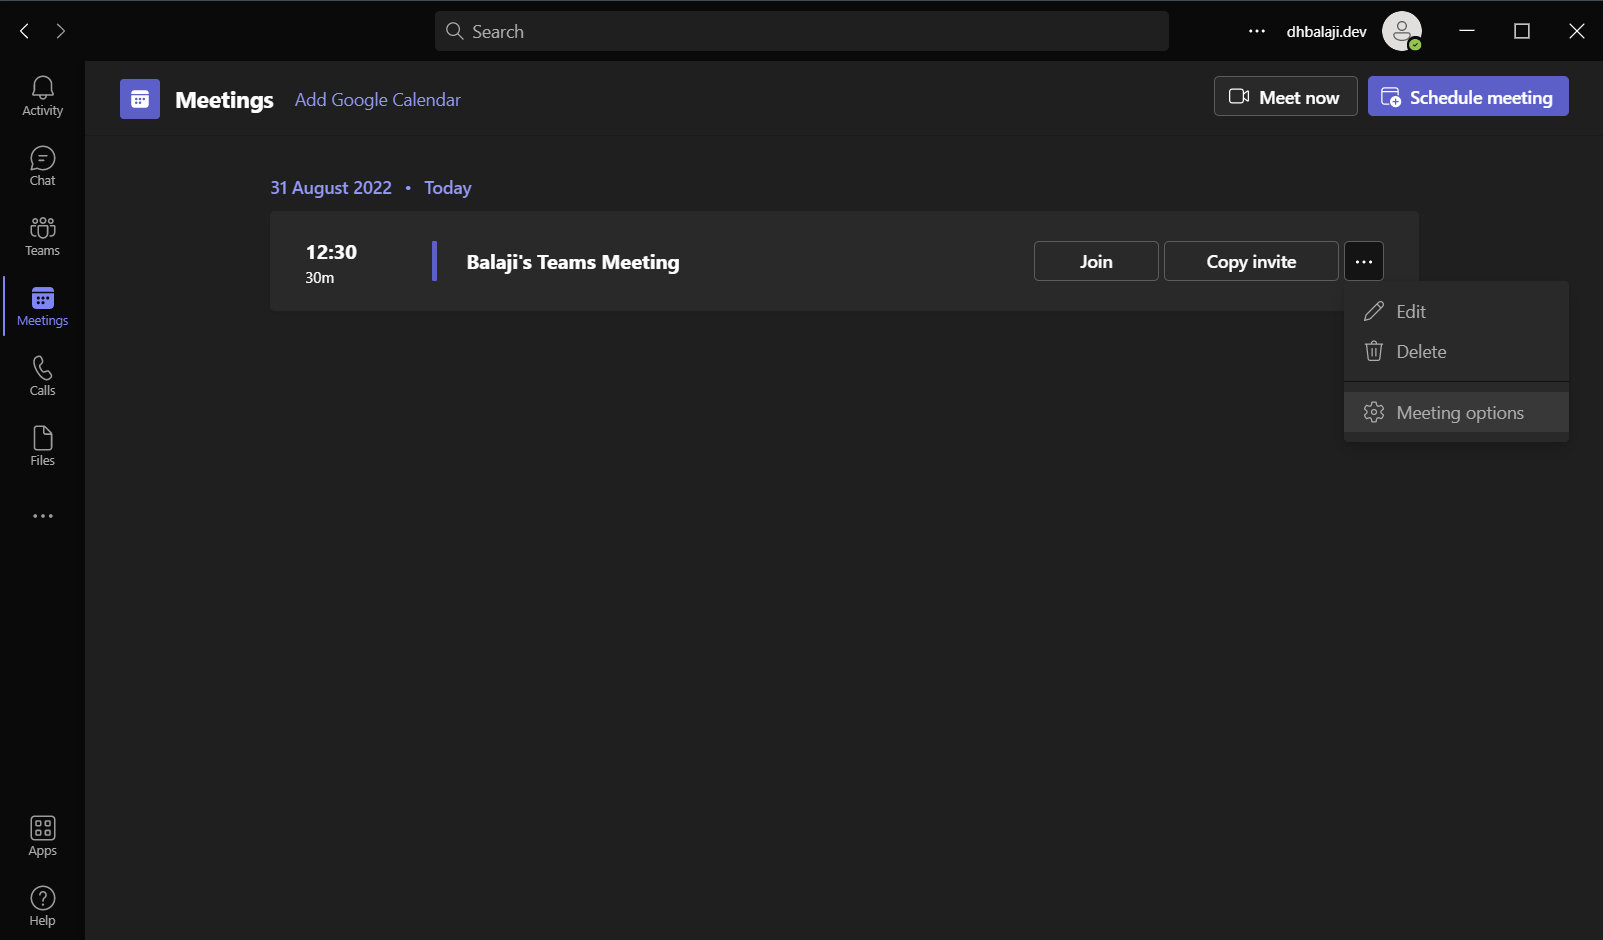 Search
dhbalaji.dev
Activity
Chat
Teams
Meetings
Calls
Files
Apps
Help
Meetings
Add Google Calendar
Meet now
Schedule meeting
31 August 2022 • Today
12:30
30m
Balaji's Teams Meeting
Join
Copy invite
Edit
Delete
Meeting options